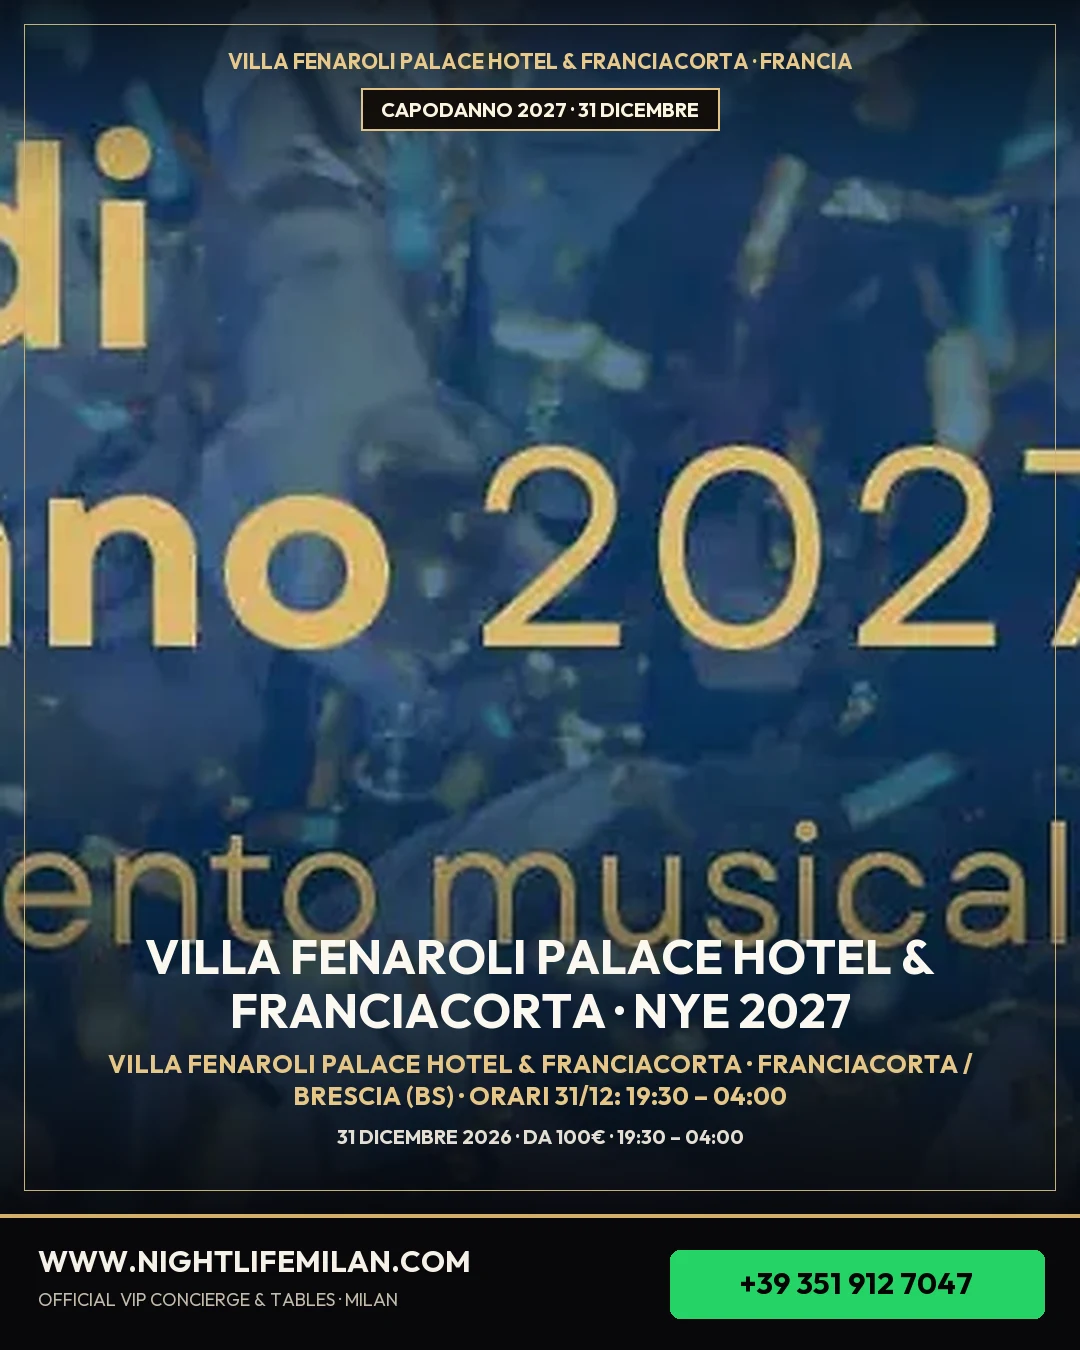 VILLA FENAROLI PALACE HOTEL & FRANCIACORTA · FRANCIA
CAPODANNO 2027 · 31 DICEMBRE
di
no 2027
ento musical
VILLA FENAROLI PALACE HOTEL &
FRANCIACORTA · NYE 2027
VILLA FENAROLI PALACE HOTEL & FRANCIACORTA · FRANCIACORTA /
BRESCIA (BS) · ORARI 31/12: 19:30 – 04:00
31 DICEMBRE 2026 · DA 100€ · 19:30 – 04:00
WWW.NIGHTLIFEMILAN.COM
OFFICIAL VIP CONCIERGE & TABLES · MILAN
+39 351 912 7047